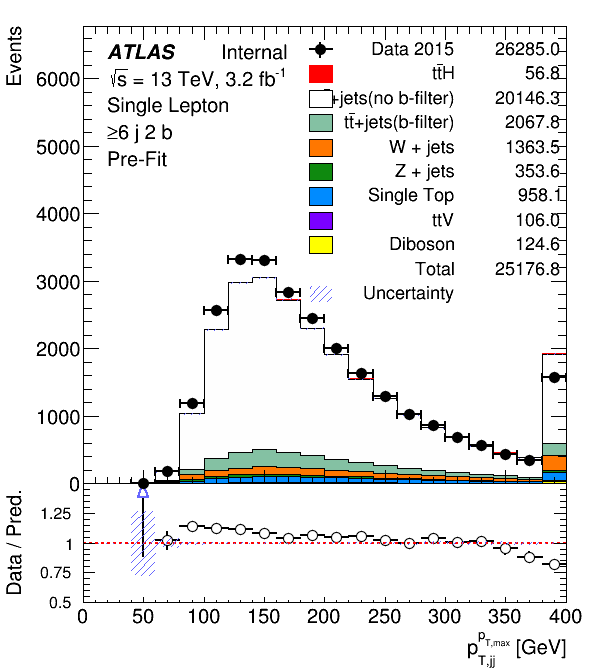 Events
ATLAS Internal
√s = 13 TeV, 3.2 fb⁻¹
Single Lepton
≥6 j 2 b
Pre-Fit
Data 2015 26285.0
tt̄H 56.8
+jets(no b-filter) 20146.3
tt̄+jets(b-filter) 2067.8
W + jets 1363.5
Z + jets 353.6
Single Top 958.1
ttV 106.0
Diboson 124.6
Total 25176.8
Uncertainty
6000
5000
4000
3000
2000
1000
0
Data / Pred.
1.25
1
0.75
0.5
0 50 100 150 200 250 300 350 400
p_{T,jj}^{p_{T,max}} [GeV]